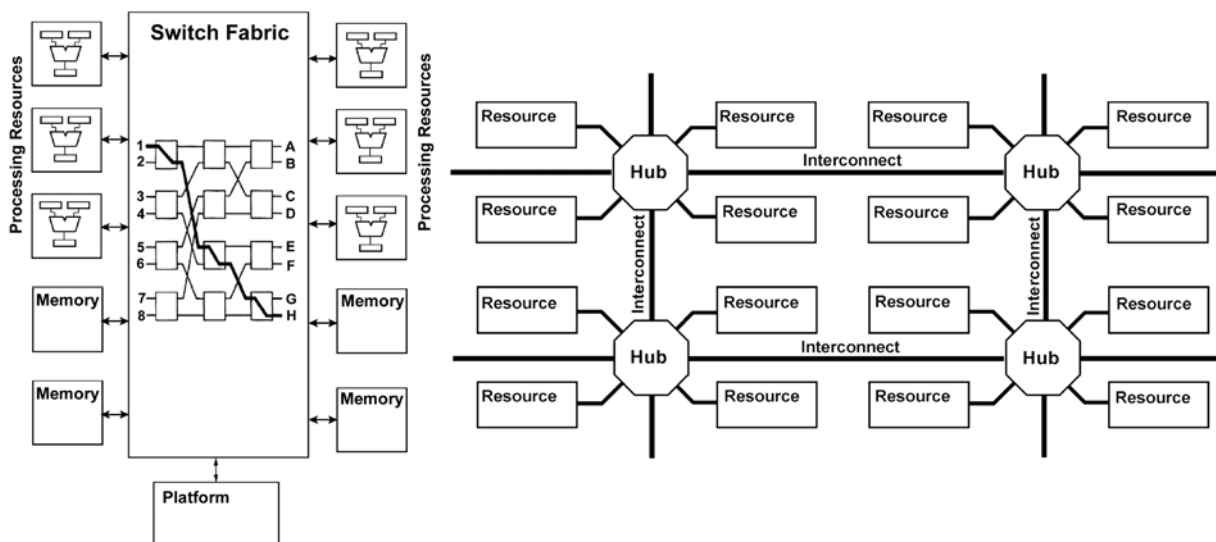 Switch Fabric
Processing Resources
Processing Resources
1
2
3
4
5
6
7
8
A
B
C
D
E
F
G
H
Memory
Memory
Memory
Memory
Platform
Resource
Resource
Resource
Resource
Hub
Interconnect
Hub
Resource
Resource
Resource
Resource
Interconnect
Interconnect
Resource
Resource
Resource
Resource
Hub
Interconnect
Hub
Resource
Resource
Resource
Resource